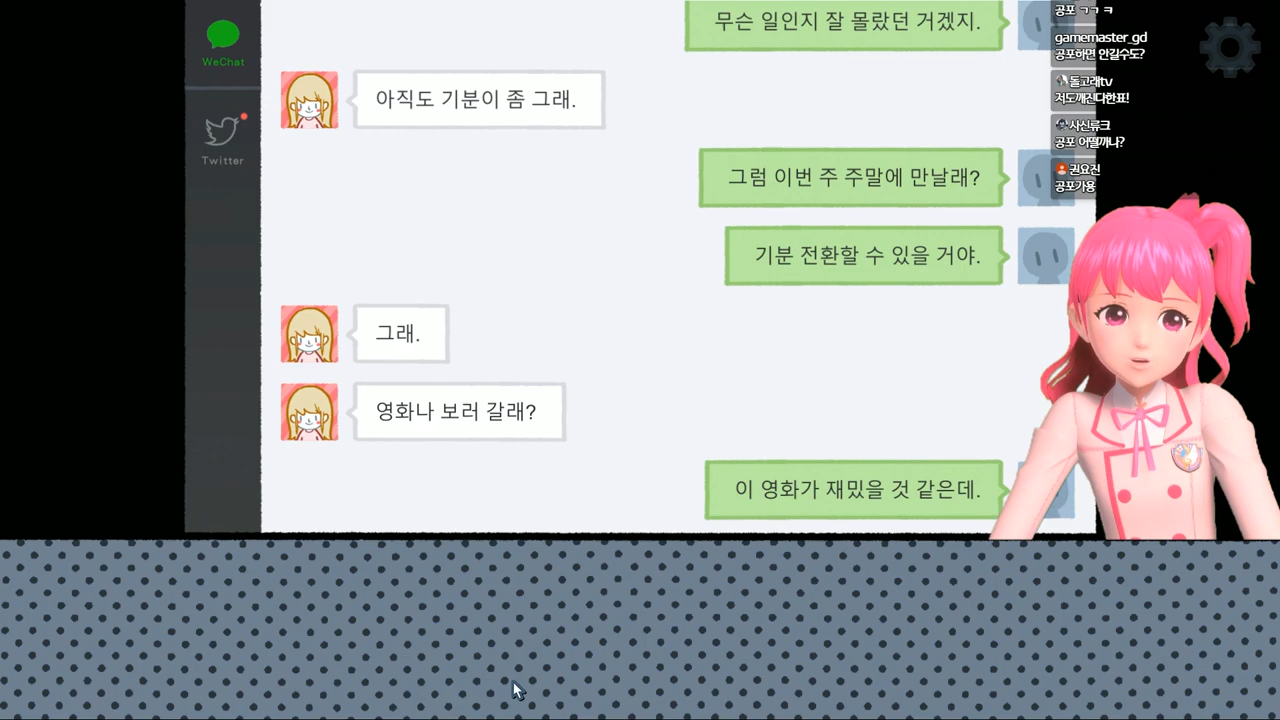 WeChat
Twitter
무슨 일인지 잘 몰랐던 거겠지.
아직도 기분이 좀 그래.
그럼 이번 주 주말에 만날래?
기분 전환할 수 있을 거야.
그래.
영화나 보러 갈래?
이 영화가 재밌을 것 같은데.
공포 ㄱㄱ ㅋ
gamemaster_gd
공포하면 안길수도?
돌고래tv
저도깨진다한표!
사신류크
공포 어떨까나?
권요진
공포가용